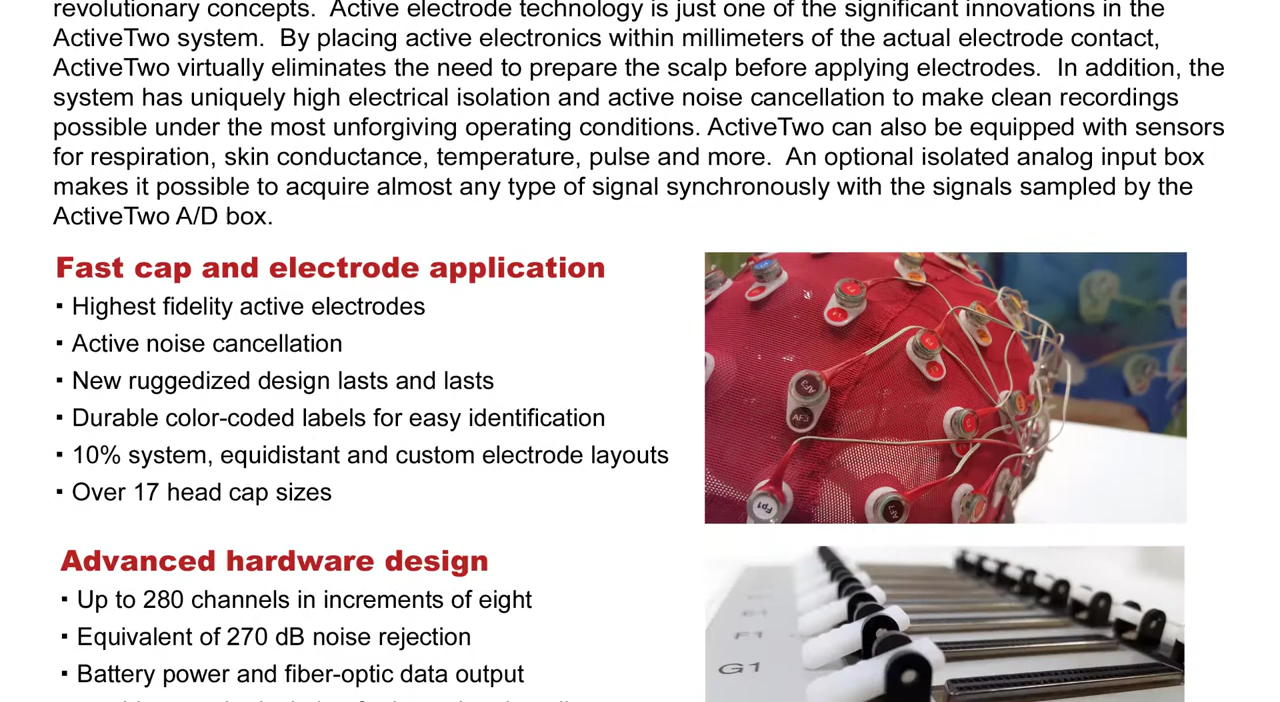 revolutionary concepts.  Active electrode technology is just one of the significant innovations in the
ActiveTwo system.  By placing active electronics within millimeters of the actual electrode contact,
ActiveTwo virtually eliminates the need to prepare the scalp before applying electrodes.  In addition, the
system has uniquely high electrical isolation and active noise cancellation to make clean recordings
possible under the most unforgiving operating conditions. ActiveTwo can also be equipped with sensors
for respiration, skin conductance, temperature, pulse and more.  An optional isolated analog input box
makes it possible to acquire almost any type of signal synchronously with the signals sampled by the
ActiveTwo A/D box.
Fast cap and electrode application
▪ Highest fidelity active electrodes
▪ Active noise cancellation
▪ New ruggedized design lasts and lasts
▪ Durable color-coded labels for easy identification
▪ 10% system, equidistant and custom electrode layouts
▪ Over 17 head cap sizes
AF3
AF3
Fp1
AF7
Advanced hardware design
▪ Up to 280 channels in increments of eight
▪ Equivalent of 270 dB noise rejection
▪ Battery power and fiber-optic data output
F1
G1